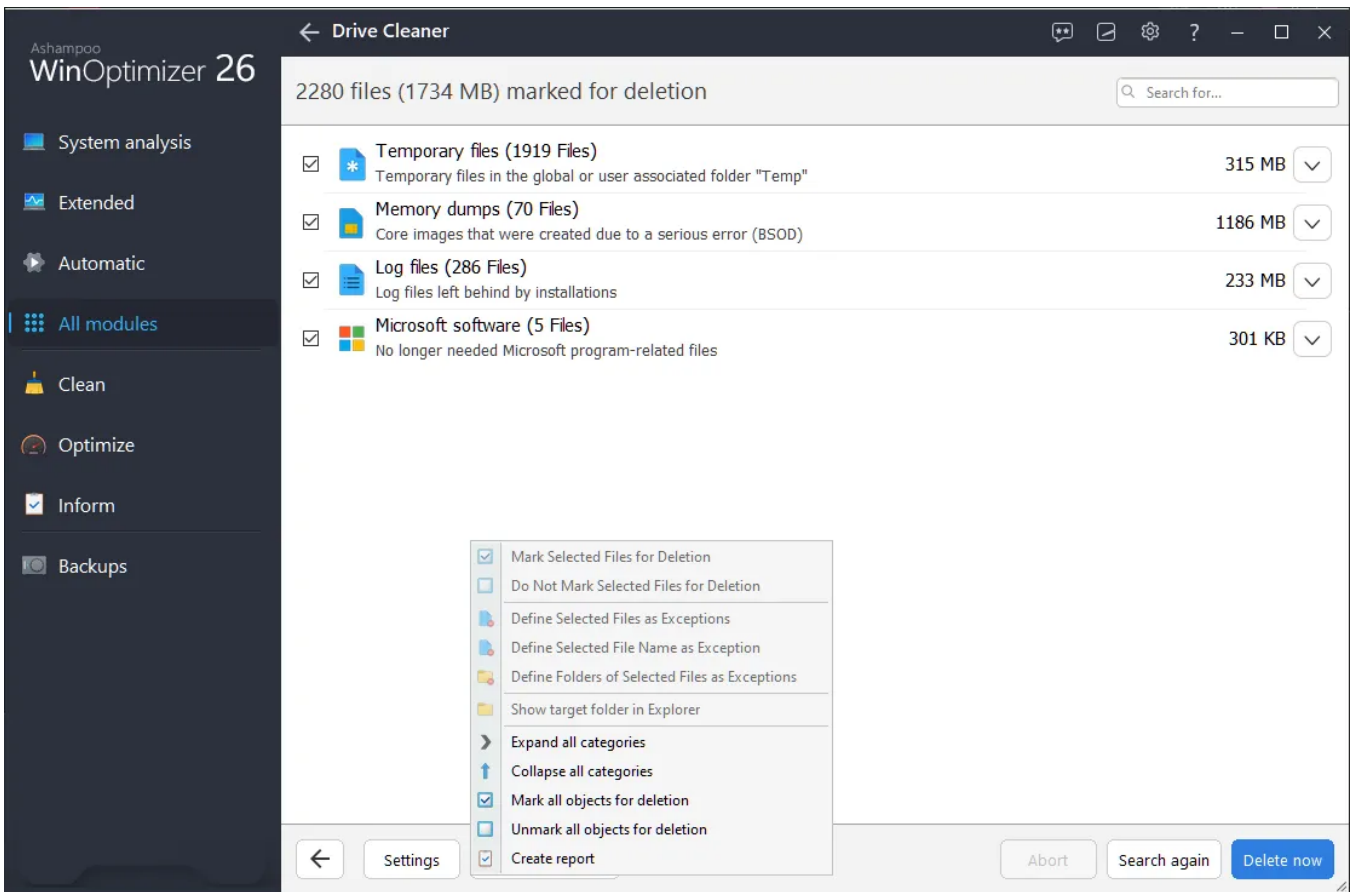 Ashampoo
WinOptimizer 26
System analysis
Extended
Automatic
All modules
Clean
Optimize
Inform
Backups
Drive Cleaner
?
2280 files (1734 MB) marked for deletion
Search for...
Temporary files (1919 Files)
Temporary files in the global or user associated folder "Temp"
315 MB
Memory dumps (70 Files)
Core images that were created due to a serious error (BSOD)
1186 MB
Log files (286 Files)
Log files left behind by installations
233 MB
Microsoft software (5 Files)
No longer needed Microsoft program-related files
301 KB
Mark Selected Files for Deletion
Do Not Mark Selected Files for Deletion
Define Selected Files as Exceptions
Define Selected File Name as Exception
Define Folders of Selected Files as Exceptions
Show target folder in Explorer
Expand all categories
Collapse all categories
Mark all objects for deletion
Unmark all objects for deletion
Create report
Settings
Abort
Search again
Delete now